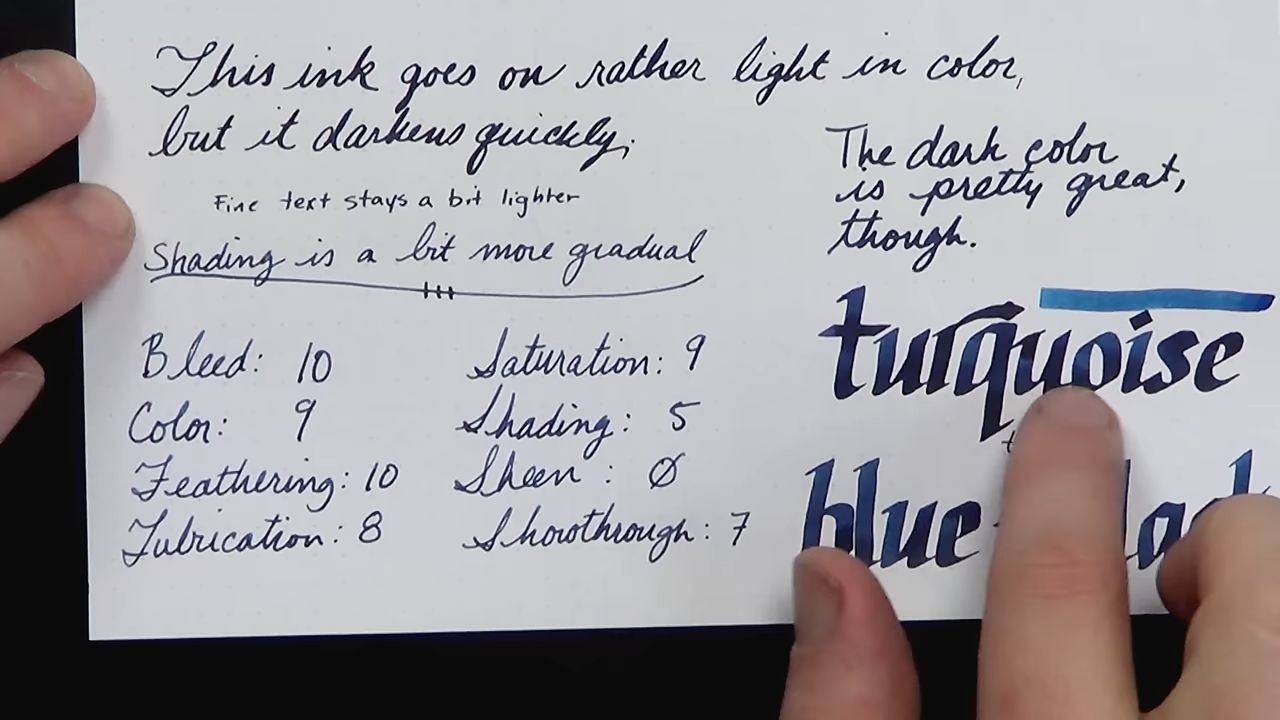 This ink goes on rather light in color,
but it darkens quickly.
Fine text stays a bit lighter
Shading is a bit more gradual
The dark color
is pretty great,
though.
Bleed: 10
Color: 9
Feathering: 10
Lubrication: 8
Saturation: 9
Shading: 5
Sheen: Ø
Showthrough: 7
turquoise
blue